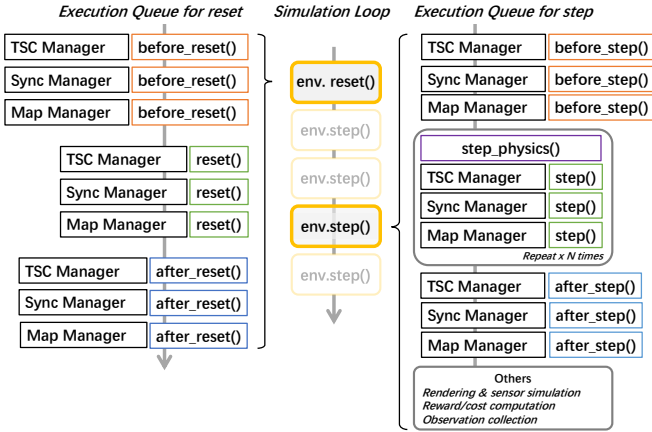 Execution Queue for reset
TSC Manager before_reset()
Sync Manager before_reset()
Map Manager before_reset()
TSC Manager reset()
Sync Manager reset()
Map Manager reset()
TSC Manager after_reset()
Sync Manager after_reset()
Map Manager after_reset()
Simulation Loop
env. reset()
env.step()
env.step()
env.step()
env.step()
Execution Queue for step
TSC Manager before_step()
Sync Manager before_step()
Map Manager before_step()
step_physics()
TSC Manager step()
Sync Manager step()
Map Manager step()
Repeat x N times
TSC Manager after_step()
Sync Manager after_step()
Map Manager after_step()
Others
Rendering & sensor simulation
Reward/cost computation
Observation collection